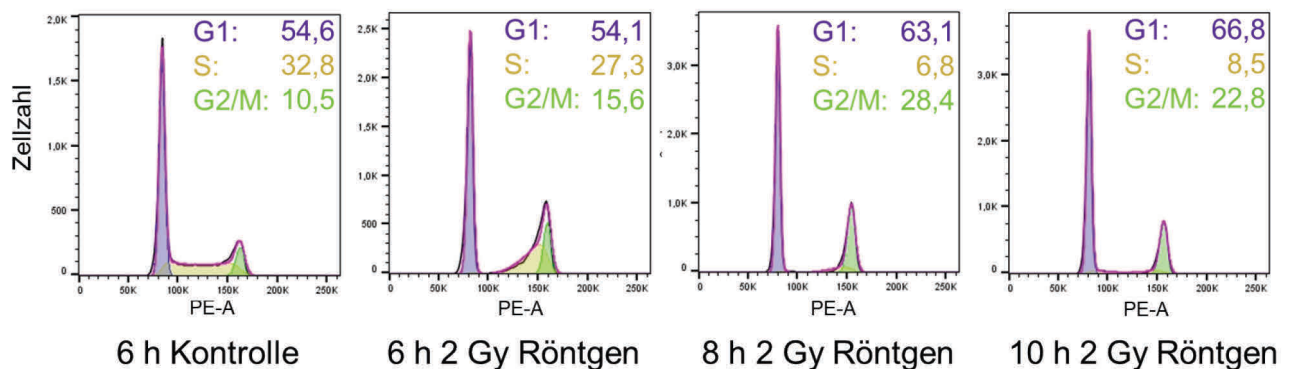 Zellzahl
2,0K
1,5K
1,0K
500
0
G1: 54,6
S: 32,8
G2/M: 10,5
0 50K 100K 150K 200K 250K
PE-A
6 h Kontrolle
2,5K
2,0K
1,5K
1,0K
500
0
G1: 54,1
S: 27,3
G2/M: 15,6
0 50K 100K 150K 200K 250K
PE-A
6 h 2 Gy Röntgen
3,0K
2,0K
1,0K
0
G1: 63,1
S: 6,8
G2/M: 28,4
0 50K 100K 150K 200K 250K
PE-A
8 h 2 Gy Röntgen
3,0K
2,0K
1,0K
0
G1: 66,8
S: 8,5
G2/M: 22,8
0 50K 100K 150K 200K 250K
PE-A
10 h 2 Gy Röntgen